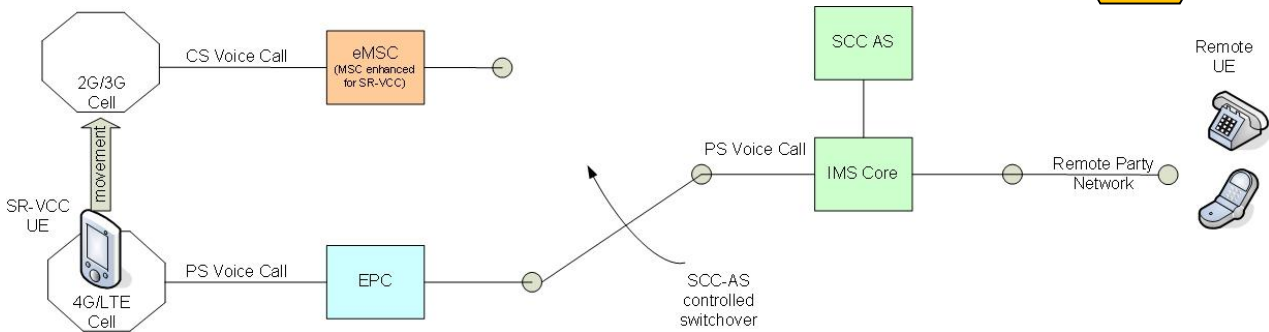 CS Voice Call
eMSC
(MSC enhanced
for SR-VCC)
SCC AS
Remote
UE
2G/3G
Cell
movement
PS Voice Call
IMS Core
Remote Party
Network
SR-VCC
UE
PS Voice Call
EPC
4G/LTE
Cell
SCC-AS
controlled
switchover